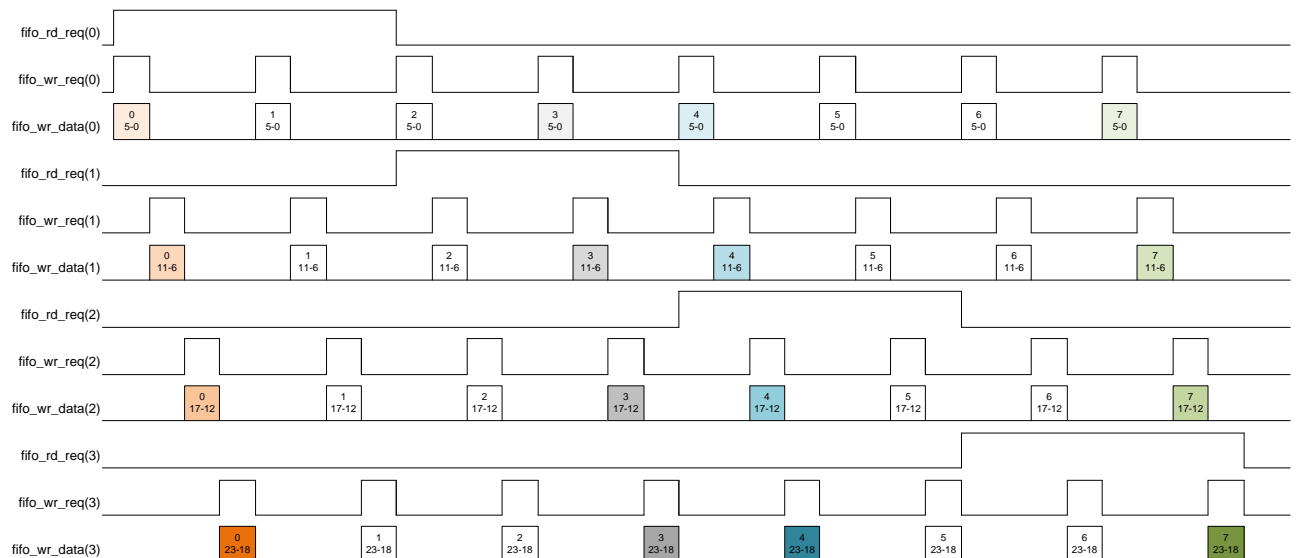 fifo_rd_req(0)
fifo_wr_req(0)
fifo_wr_data(0)
0 1 2 3 4 5 6 7
5-0 5-0 5-0 5-0 5-0 5-0 5-0 5-0
fifo_rd_req(1)
fifo_wr_req(1)
fifo_wr_data(1)
0 1 2 3 4 5 6 7
11-6 11-6 11-6 11-6 11-6 11-6 11-6 11-6
fifo_rd_req(2)
fifo_wr_req(2)
fifo_wr_data(2)
0 1 2 3 4 5 6 7
17-12 17-12 17-12 17-12 17-12 17-12 17-12 17-12
fifo_rd_req(3)
fifo_wr_req(3)
fifo_wr_data(3)
0 1 2 3 4 5 6 7
23-18 23-18 23-18 23-18 23-18 23-18 23-18 23-18